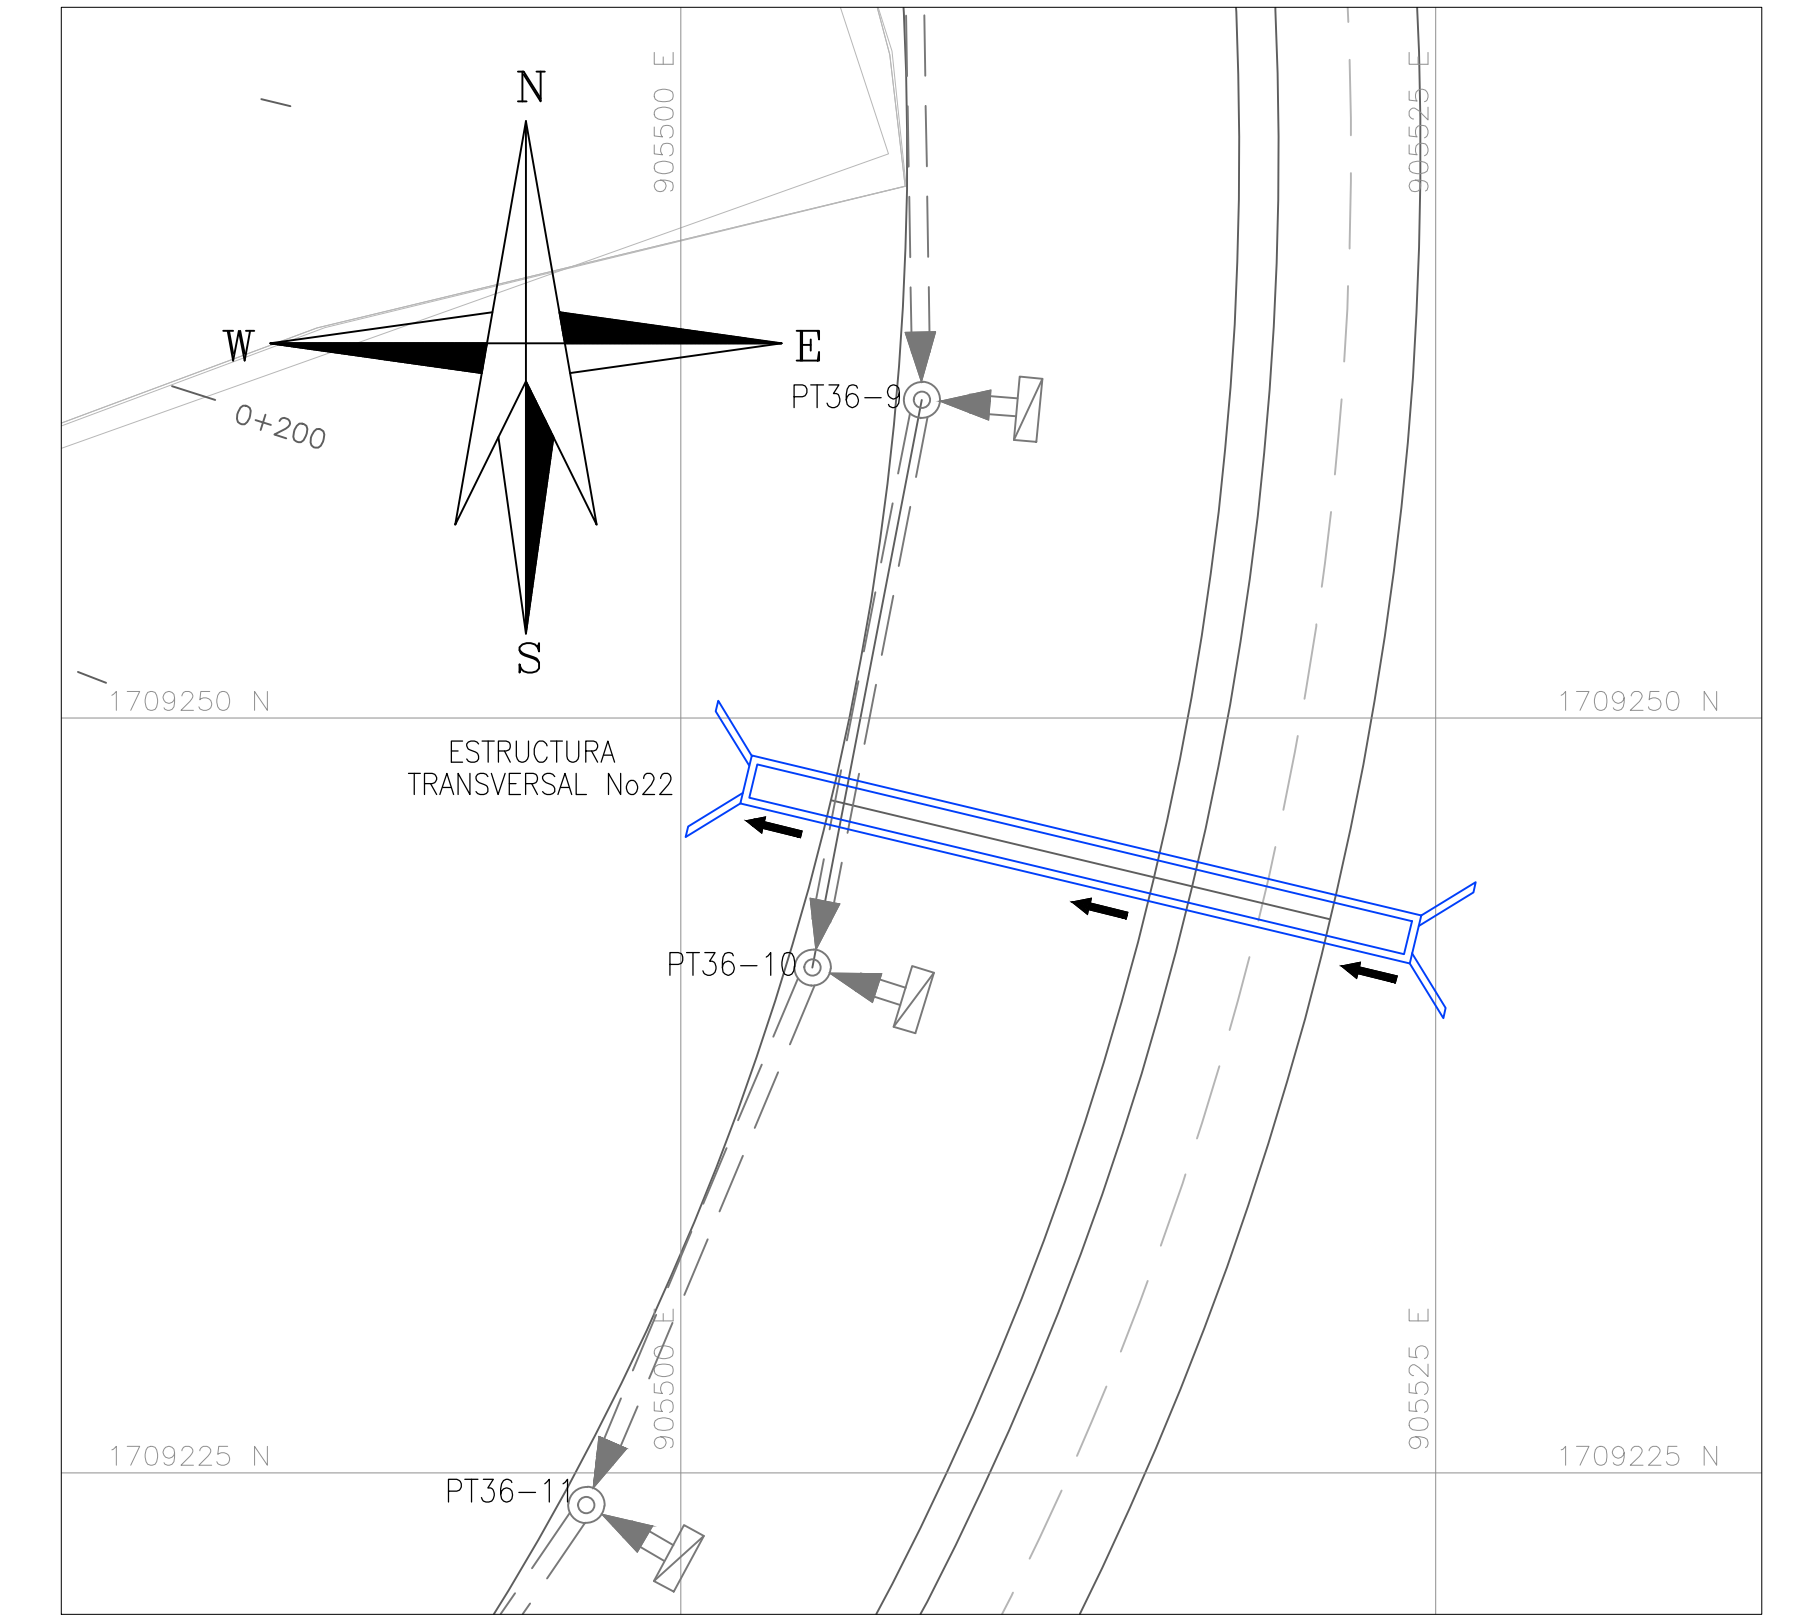 N
905500 E
905525 E
W
E
PT36-9
0+200
S
1709250 N
1709250 N
ESTRUCTURA
TRANSVERSAL No22
PT36-10
905500 E
905525 E
1709225 N
1709225 N
PT36-11